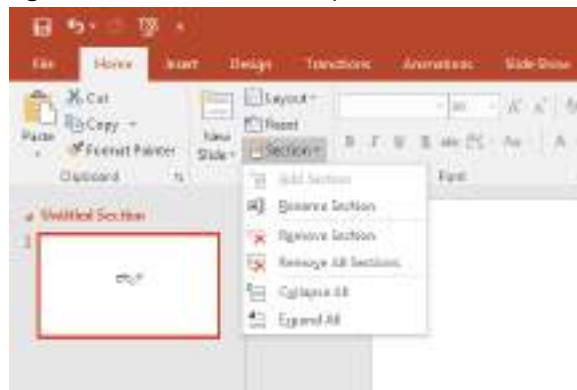 File Home Insert Design Transitions Animations Slide Show
Cut
Layout
Copy
Reset
Paste
New
Format Painter
Slide
Section
Clipboard
Font
Add Section
Untitled Section
Rename Section
1
Remove Section
Remove All Sections
Collapse All
Expand All